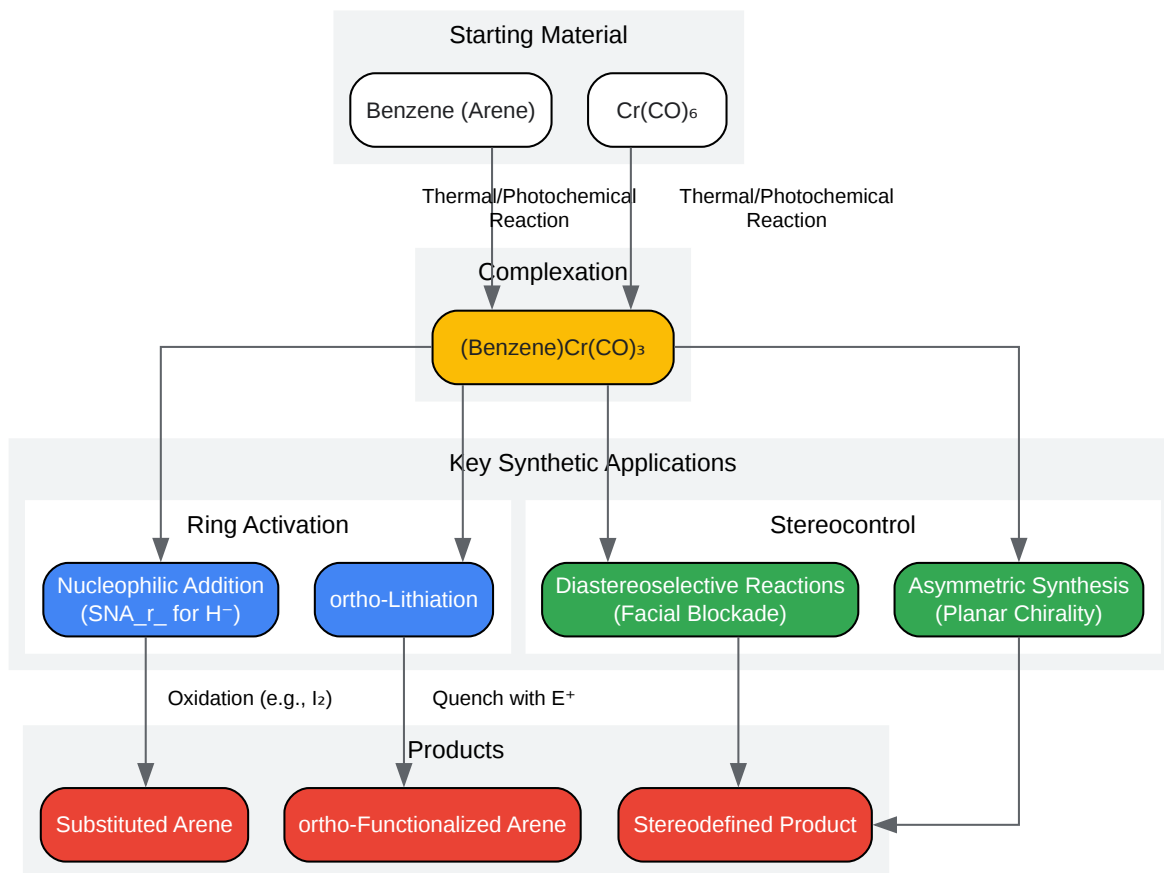 Starting Material
Benzene (Arene)
Cr(CO)₆
Thermal/Photochemical
Reaction
Thermal/Photochemical
Reaction
Complexation
(Benzene)Cr(CO)₃
Key Synthetic Applications
Ring Activation
Stereocontrol
Nucleophilic Addition
(SNA_r_ for H⁻)
ortho-Lithiation
Diastereoselective Reactions
(Facial Blockade)
Asymmetric Synthesis
(Planar Chirality)
Oxidation (e.g., I₂)
Quench with E⁺
Products
Substituted Arene
ortho-Functionalized Arene
Stereodefined Product